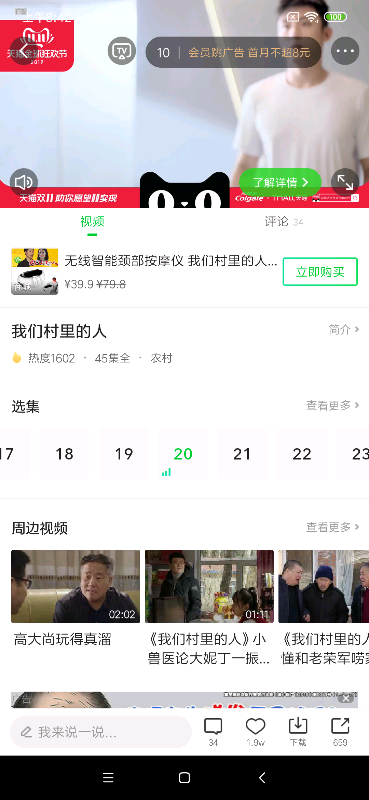 100
天猫全球狂欢节
2019
TV
10 会员跳广告 首月不超8元
了解详情
天猫双11 助你愿望11实现
Colgate
视频
评论 34
无线智能颈部按摩仪 我们村里的人...
¥39.9 ¥79.8
立即购买
我们村里的人
简介
热度1602 · 45集全 · 农村
选集
查看更多
17 18 19 20 21 22 23
周边视频
查看更多
02:02
01:11
高大尚玩得真溜
《我们村里的人》小
兽医论大妮丁一振...
《我们村里的人
懂和老荣军唠家
我来说一说...
34
1.9w
下载
659